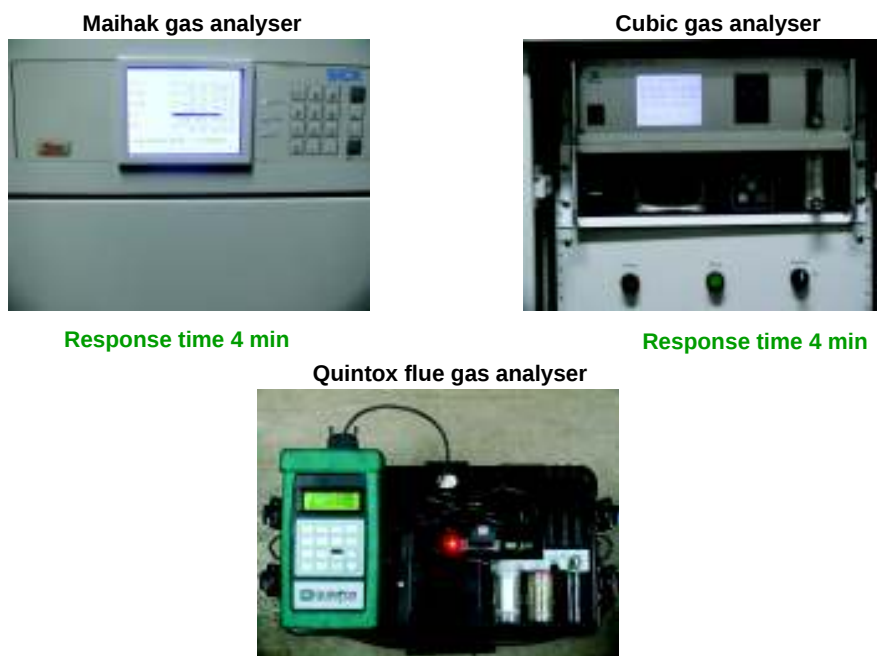 Maihak gas analyser
Cubic gas analyser
Response time 4 min
Response time 4 min
Quintox flue gas analyser